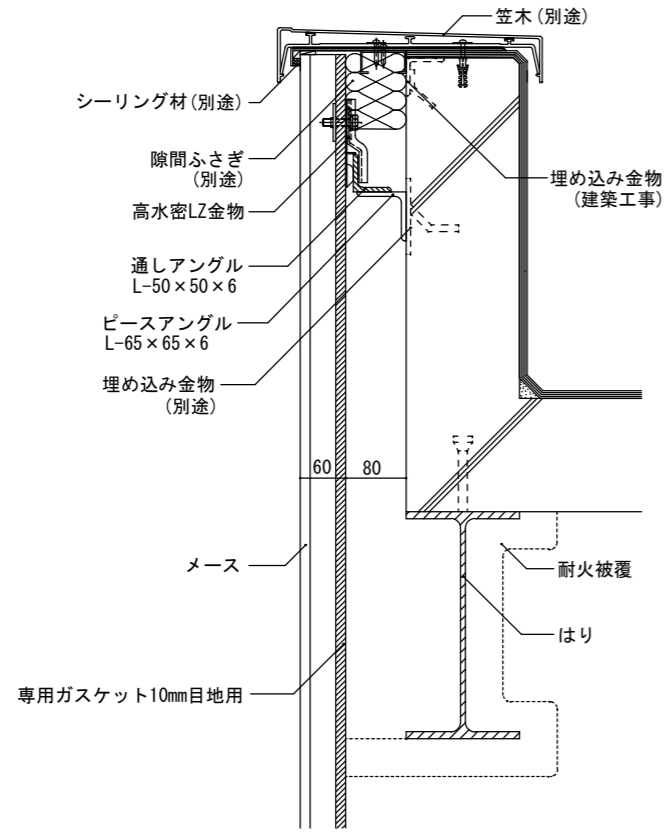 笠木(別途)
シーリング材(別途)
隙間ふさぎ
(別途)
高水密LZ金物
通しアングル
L-50×50×6
ピースアングル
L-65×65×6
埋め込み金物
(別途)
埋め込み金物
(建築工事)
60 80
メース
耐火被覆
はり
専用ガスケット10mm目地用